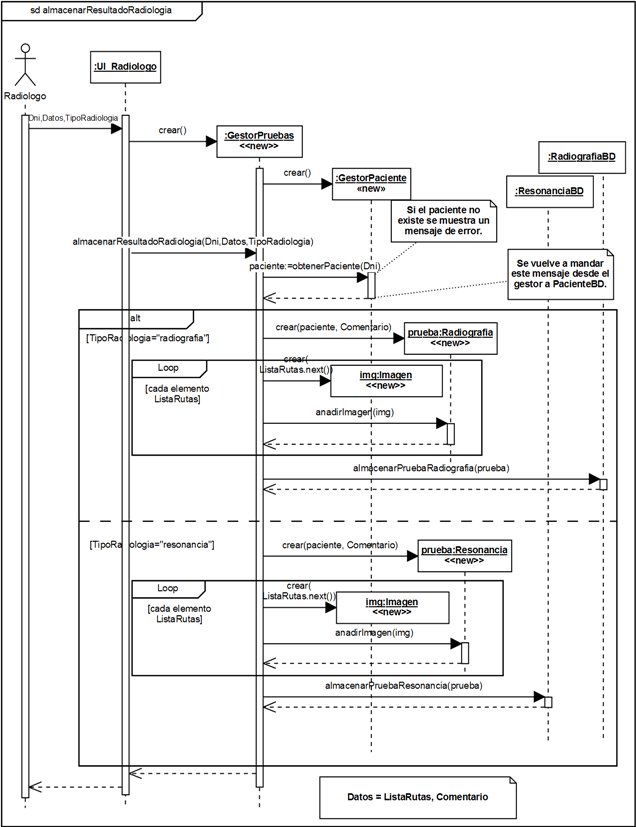 sd almacenarResultadoRadiologia
Radiologo
:UI_Radiologo
Dni,Datos,TipoRadiologia
crear()
:GestorPruebas
<<new>>
:RadiografiaBD
crear()
:GestorPaciente
«new»
:ResonanciaBD
Si el paciente no
existe se muestra un
mensaje de error.
almacenarResultadoRadiologia(Dni,Datos,TipoRadiologia)
paciente:=obtenerPaciente(Dni)
Se vuelve a mandar
este mensaje desde el
gestor a PacienteBD.
alt
[TipoRadiologia="radiografia"]
crear(paciente, Comentario)
prueba:Radiografia
<<new>>
Loop
[cada elemento
ListaRutas]
crear(
ListaRutas.next())
img:Imagen
<<new>>
anadirImagen(img)
almacenarPruebaRadiografia(prueba)
[TipoRadiologia="resonancia"]
crear(paciente, Comentario)
prueba:Resonancia
<<new>>
Loop
[cada elemento
ListaRutas]
crear(
ListaRutas.next())
img:Imagen
<<new>>
anadirImagen(img)
almacenarPruebaResonancia(prueba)
Datos = ListaRutas, Comentario